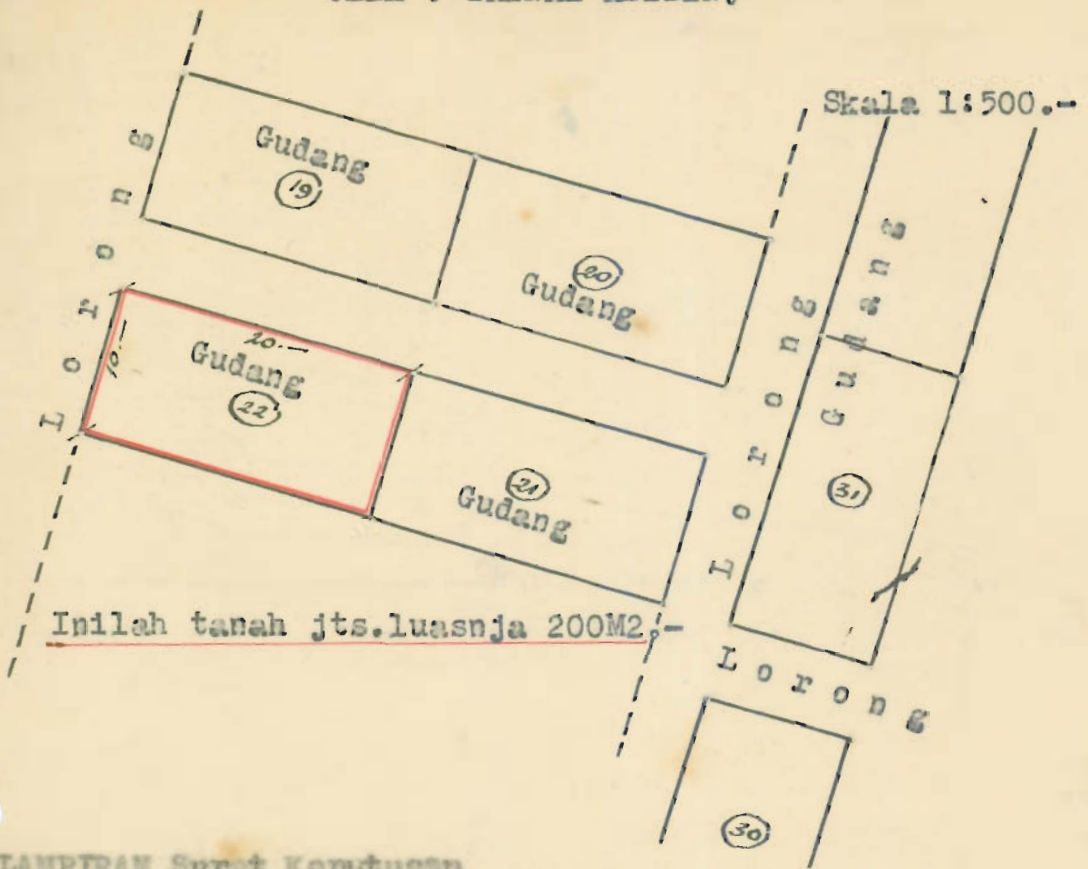 Skala 1:500.-
Gudang
19
20
Gudang
Lorong
10.—
20.—
Gudang
22
21
Gudang
Lorong
Gudang
31
Inilah tanah jts.luasnja 200M2.-
Lorong
30
LAMPIRAN Surat Keputusan